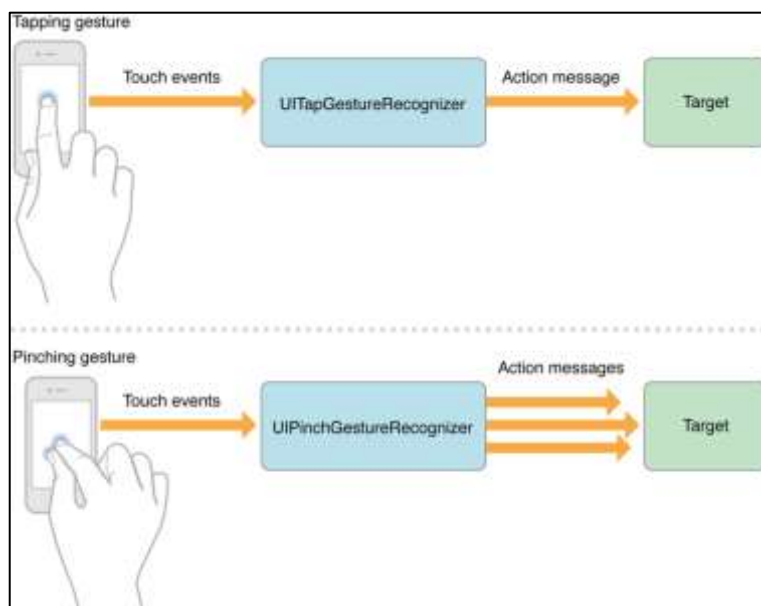 Tapping gesture
Touch events
UITapGestureRecognizer
Action message
Target
Pinching gesture
Touch events
UIPinchGestureRecognizer
Action messages
Target